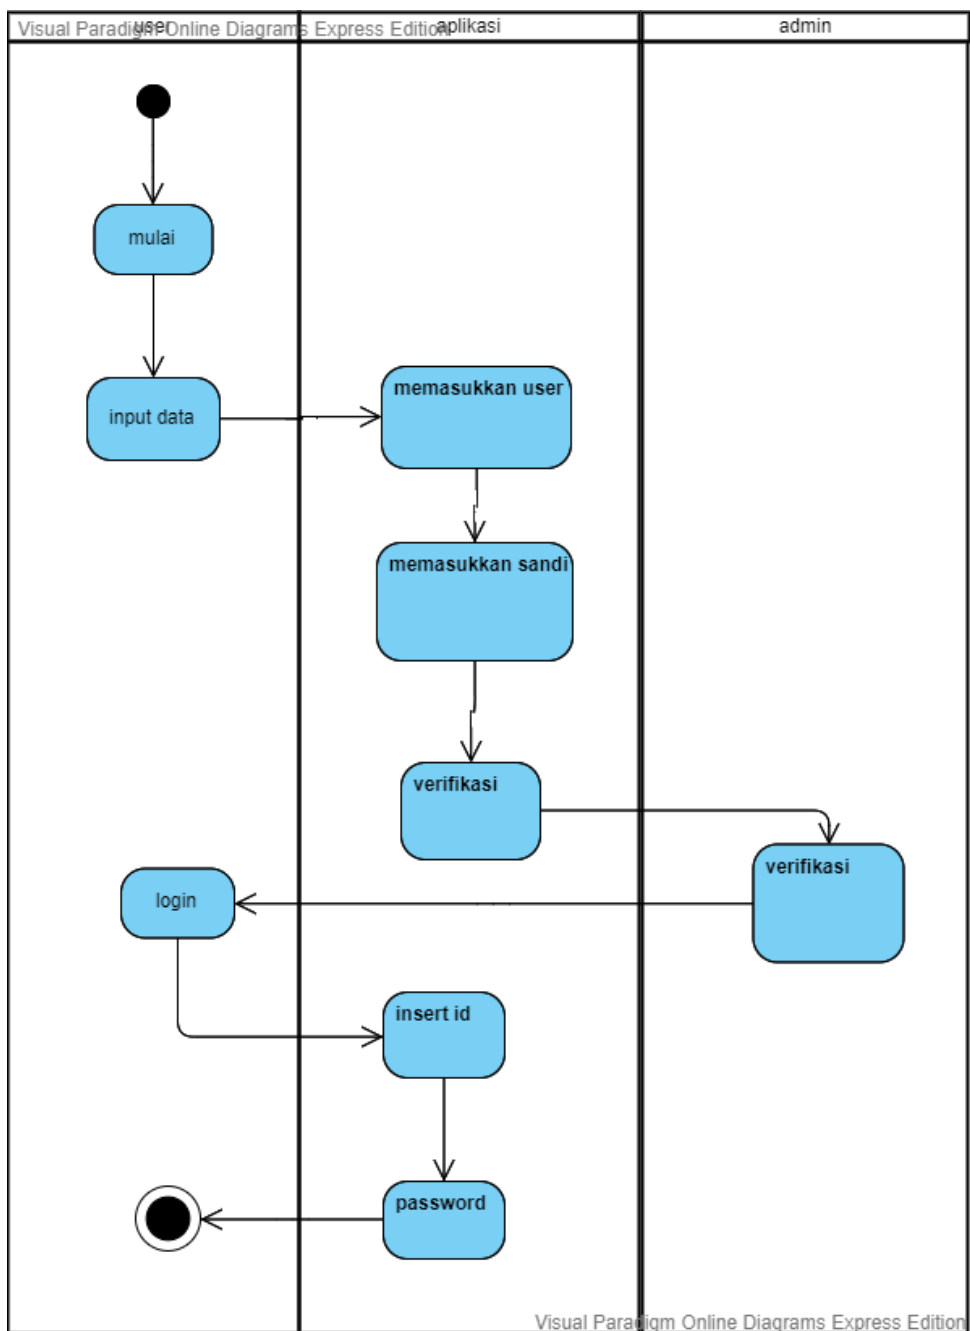 Visual Paradigm Online Diagrams Express Edition
user
aplikasi
admin
mulai
input data
memasukkan user
memasukkan sandi
verifikasi
verifikasi
login
insert id
password
Visual Paradigm Online Diagrams Express Edition